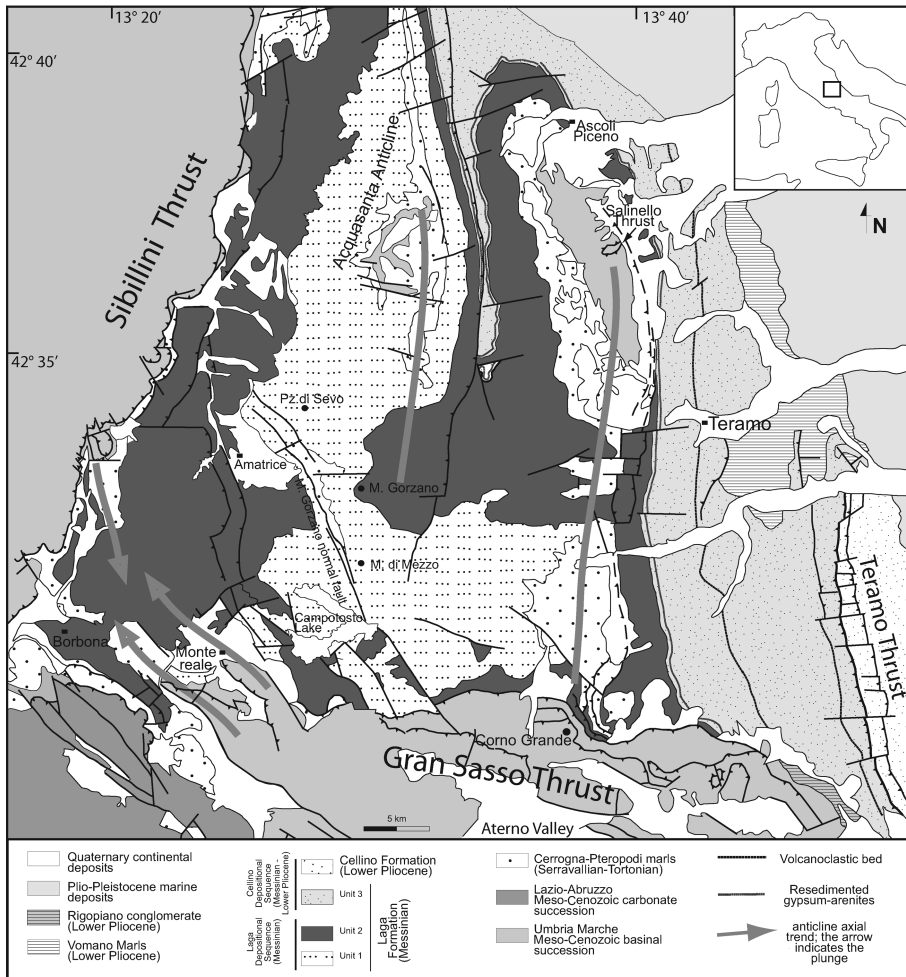 13° 20'
13° 40'
42° 40'
Ascoli
Piceno
Acquasanta Anticline
Sibillini Thrust
Salinello
Thrust
N
42° 35'
Pz. di Sevo
Teramo
Amatrice
M. Gorzano
M. Gorzano normal fault
M. di Mezzo
Teramo Thrust
Campotosto
Lake
Borbona
Monte
reale
Corno Grande
Gran Sasso Thrust
5 km
Aterno Valley
Quaternary continental
deposits
Plio-Pleistocene marine
deposits
Rigopiano conglomerate
(Lower Pliocene)
Vomano Marls
(Lower Pliocene)
Cellino
Depositional
Sequence
(Messinian -
Lower Pliocene)
Laga
Depositional
Sequence
(Messinian)
Cellino Formation
(Lower Pliocene)
Unit 3
Unit 2
Unit 1
Laga
Formation
(Messinian)
Cerrogna-Pteropodi marls
(Serravallian-Tortonian)
Lazio-Abruzzo
Meso-Cenozoic carbonate
succession
Umbria Marche
Meso-Cenozoic basinal
succession
Volcanoclastic bed
Resedimented
gypsum-arenites
anticline axial
trend; the arrow
indicates the
plunge